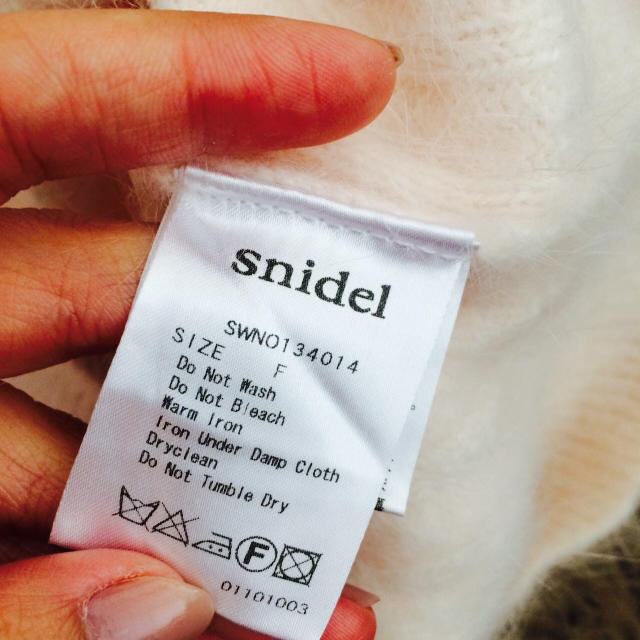 snidel
SWNO134014
SIZE F
Do Not Wash
Do Not Bleach
Warm Iron
Iron Under Damp Cloth
Dryclean
Do Not Tumble Dry
F
01101003